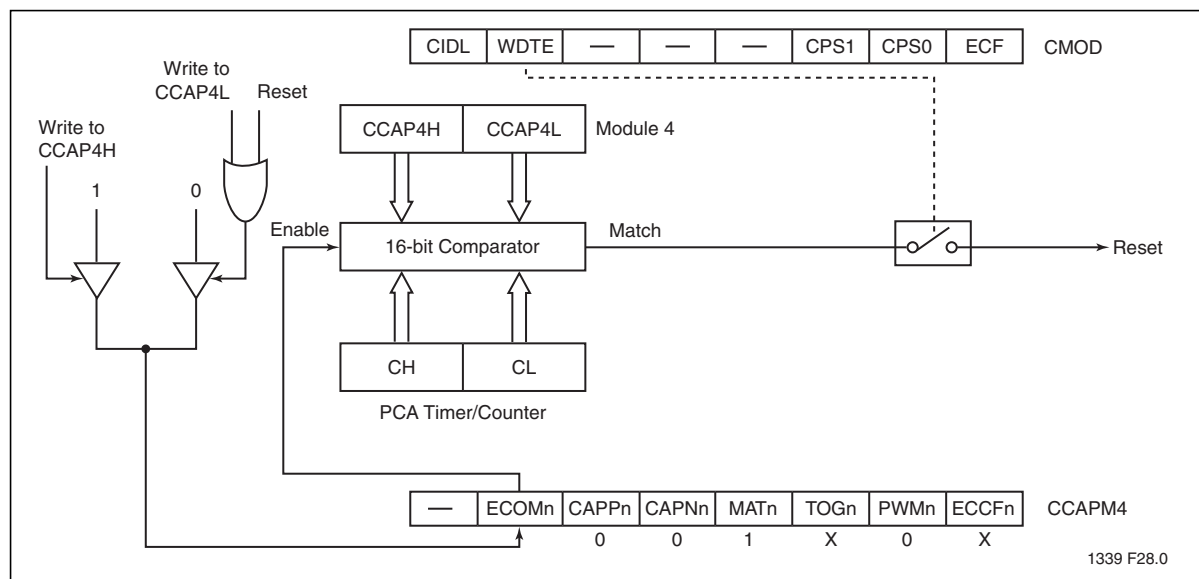 CIDL WDTE — — — CPS1 CPS0 ECF CMOD
Write to
CCAP4L
Reset
Write to
CCAP4H
1
0
CCAP4H CCAP4L Module 4
Enable
16-bit Comparator
Match
Reset
CH CL
PCA Timer/Counter
— ECOMn CAPPn CAPNn MATn TOGn PWMn ECCFn CCAPM4
0 0 1 X 0 X
1339 F28.0